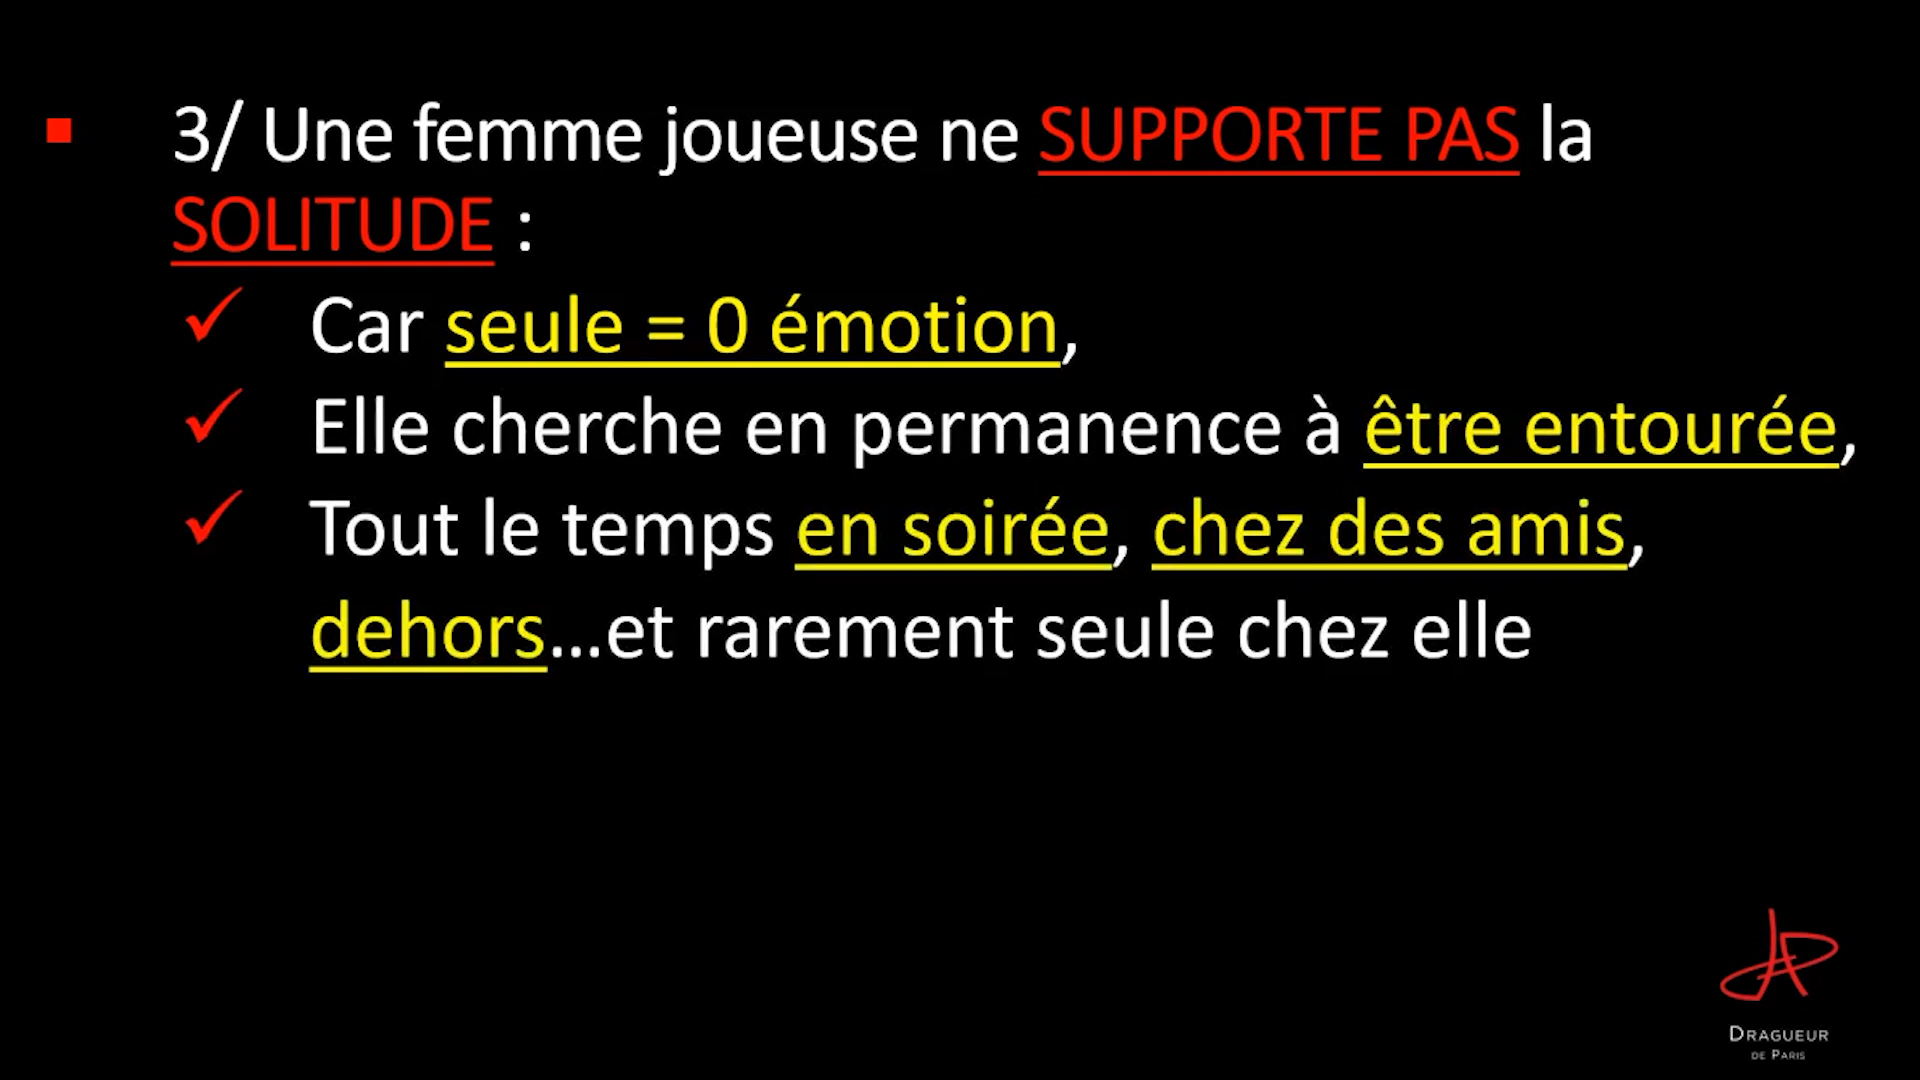 3/ Une femme joueuse ne SUPPORTE PAS la
SOLITUDE :
Car seule = 0 émotion,
Elle cherche en permanence à être entourée,
Tout le temps en soirée, chez des amis,
dehors...et rarement seule chez elle
DRAGUEUR
DE PARIS